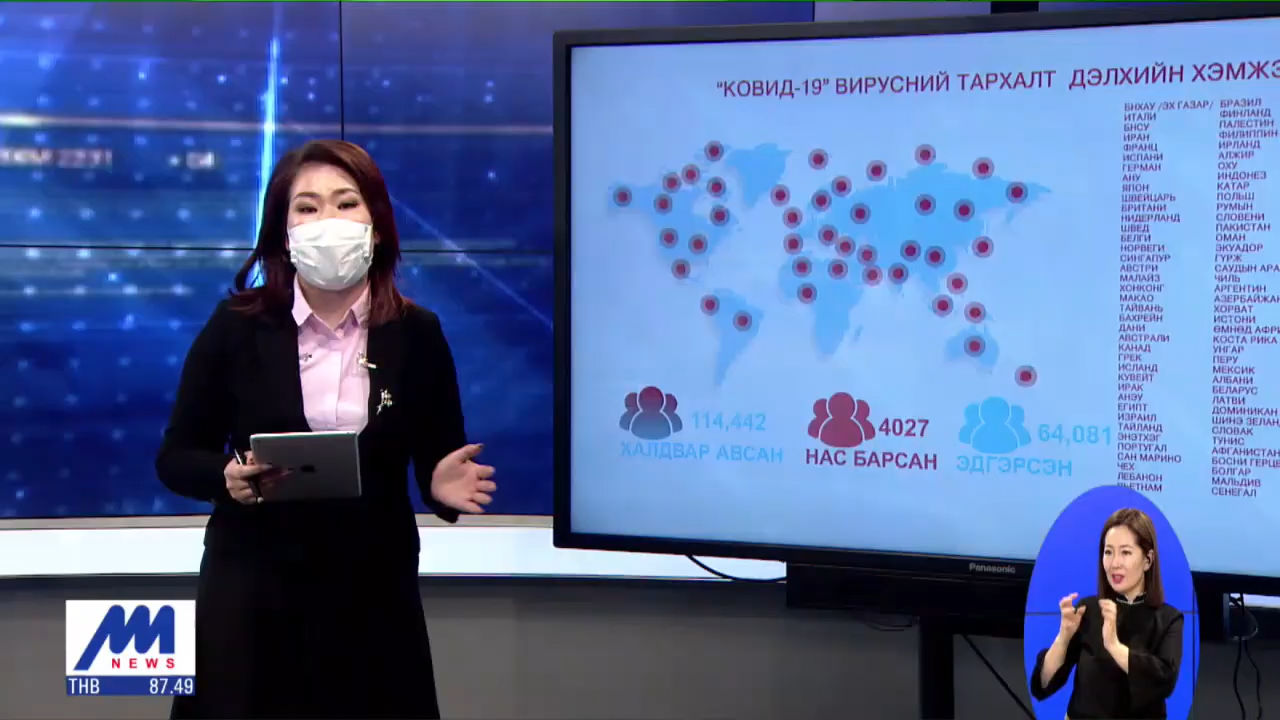 “КОВИД-19” ВИРУСНИЙ ТАРХАЛТ ДЭЛХИЙН ХЭМЖЭ
БНХАУ /ЭХ ГАЗАР/
ИТАЛИ
БНСУ
ИРАН
ФРАНЦ
ИСПАНИ
ГЕРМАН
АНУ
ЯПОН
ШВЕЙЦАРЬ
БРИТАНИ
НИДЕРЛАНД
ШВЕД
БЕЛГИ
НОРВЕГИ
СИНГАПУР
АВСТРИ
МАЛАЙЗ
ХОНКОНГ
МАКАО
ТАЙВАНЬ
БАХРЕЙН
ДАНИ
АВСТРАЛИ
КАНАД
ГРЕК
ИСЛАНД
КУВЕЙТ
ИРАК
АНЭУ
ЕГИПТ
ИЗРАИЛ
ТАЙЛАНД
ЭНЭТХЭГ
ПОРТУГАЛ
САН МАРИНО
ЧЕХ
ЛЕБАНОН
ВЬЕТНАМ
БРАЗИЛ
ФИНЛАНД
ПАЛЕСТИН
ФИЛИППИН
ИРЛАНД
АЛЖИР
ОХУ
ИНДОНЕЗ
КАТАР
ПОЛЬШ
РУМЫН
СЛОВЕНИ
ПАКИСТАН
ОМАН
ЭКУАДОР
ГҮРЖ
САУДЫН АРА
ЧИЛЬ
АРГЕНТИН
АЗЕРБАЙЖАН
ХОРВАТ
ИСТОНИ
ӨМНӨД АФРИ
КОСТА РИКА
УНГАР
ПЕРУ
МЕКСИК
АЛБАНИ
БЕЛАРУС
ЛАТВИ
ДОМИНИКАН
ШИНЭ ЗЕЛАН
СЛОВАК
ТУНИС
АФГАНИСТАН
БОСНИ ГЕРЦЕ
БОЛГАР
МАЛЬДИВ
СЕНЕГАЛ
114,442
ХАЛДВАР АВСАН
4027
НАС БАРСАН
64,081
ЭДГЭРСЭН
Panasonic
M
NEWS
THB 87.49